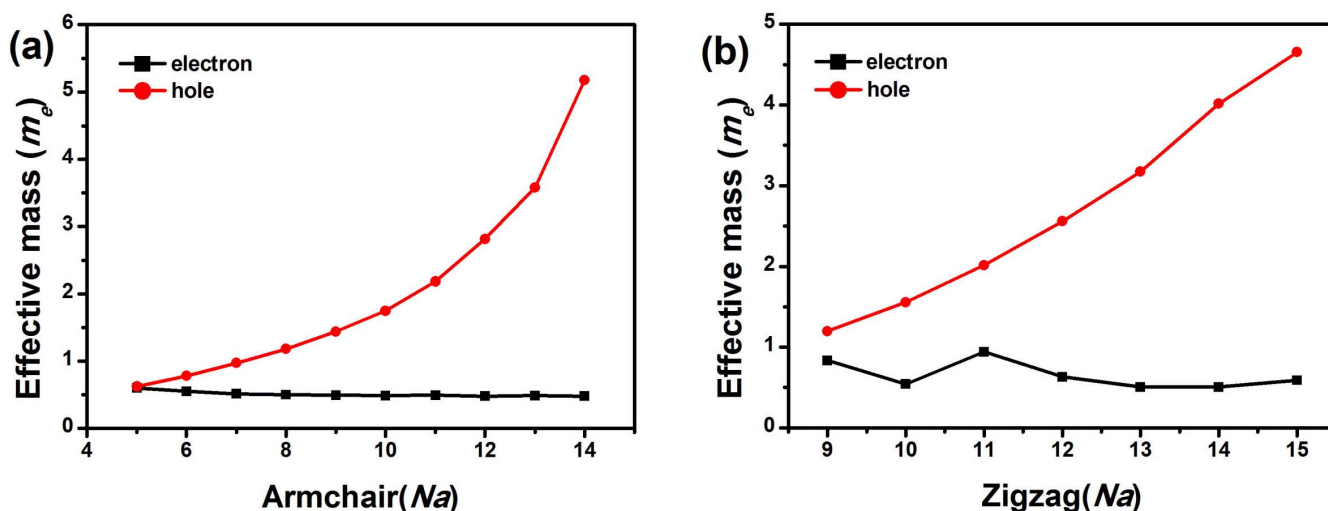 (a)
electron
hole
Effective mass (m_e)
6
5
4
3
2
1
0
4 6 8 10 12 14
Armchair(Na)
(b)
electron
hole
Effective mass (m_e)
5
4
3
2
1
0
9 10 11 12 13 14 15
Zigzag(Na)